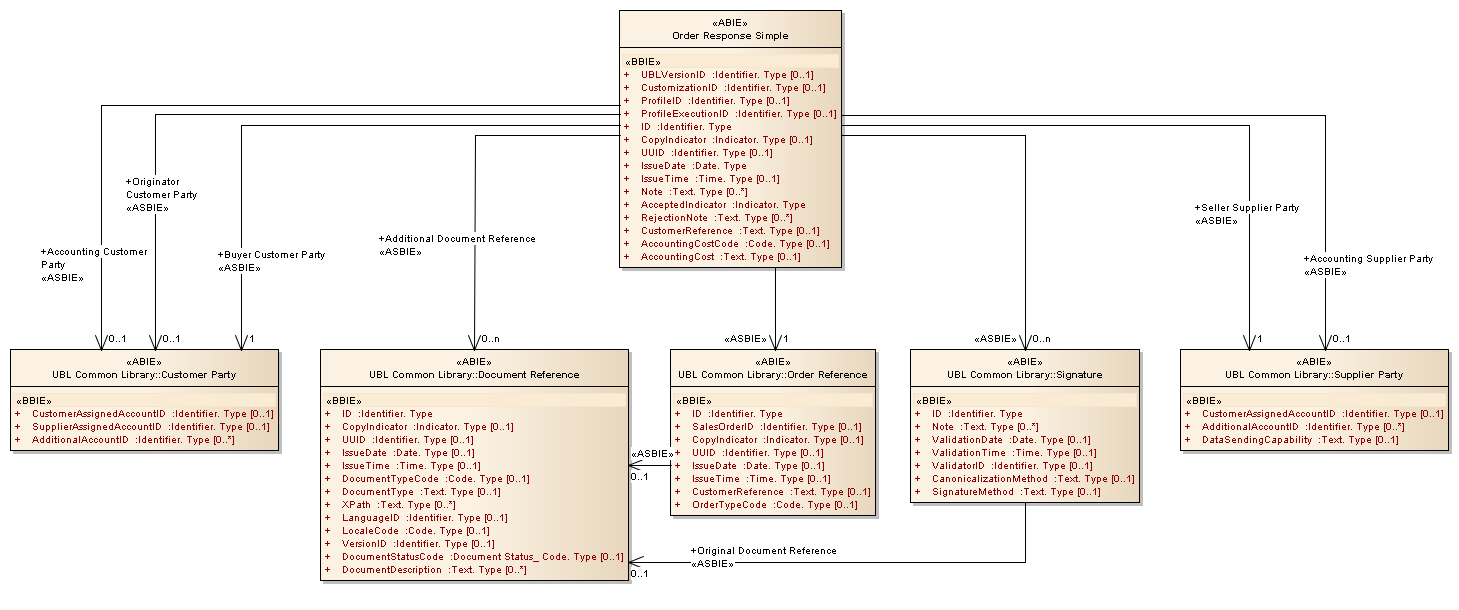 «ABIE»
Order Response Simple
«BBIE»
+ UBLVersionID :Identifier. Type [0..1]
+ CustomizationID :Identifier. Type [0..1]
+ ProfileID :Identifier. Type [0..1]
+ ProfileExecutionID :Identifier. Type [0..1]
+ ID :Identifier. Type
+ CopyIndicator :Indicator. Type [0..1]
+ UUID :Identifier. Type [0..1]
+ IssueDate :Date. Type
+ IssueTime :Time. Type [0..1]
+ Note :Text. Type [0..*]
+ AcceptedIndicator :Indicator. Type
+ RejectionNote :Text. Type [0..*]
+ CustomerReference :Text. Type [0..1]
+ AccountingCostCode :Code. Type [0..1]
+ AccountingCost :Text. Type [0..1]
+Originator
Customer Party
«ASBIE»
+Accounting Customer
Party
«ASBIE»
+Buyer Customer Party
«ASBIE»
+Additional Document Reference
«ASBIE»
+Seller Supplier Party
«ASBIE»
+Accounting Supplier Party
«ASBIE»
0..1
0..1
1
0..n
«ASBIE»
1
«ASBIE»
0..n
1
0..1
«ABIE»
UBL Common Library::Customer Party
«BBIE»
+ CustomerAssignedAccountID :Identifier. Type [0..1]
+ SupplierAssignedAccountID :Identifier. Type [0..1]
+ AdditionalAccountID :Identifier. Type [0..*]
«ABIE»
UBL Common Library::Document Reference
«BBIE»
+ ID :Identifier. Type
+ CopyIndicator :Indicator. Type [0..1]
+ UUID :Identifier. Type [0..1]
+ IssueDate :Date. Type [0..1]
+ IssueTime :Time. Type [0..1]
+ DocumentTypeCode :Code. Type [0..1]
+ DocumentType :Text. Type [0..1]
+ XPath :Text. Type [0..*]
+ LanguageID :Identifier. Type [0..1]
+ LocaleCode :Code. Type [0..1]
+ VersionID :Identifier. Type [0..1]
+ DocumentStatusCode :Document Status_ Code. Type [0..1]
+ DocumentDescription :Text. Type [0..*]
«ASBIE»
0..1
«ABIE»
UBL Common Library::Order Reference
«BBIE»
+ ID :Identifier. Type
+ SalesOrderID :Identifier. Type [0..1]
+ CopyIndicator :Indicator. Type [0..1]
+ UUID :Identifier. Type [0..1]
+ IssueDate :Date. Type [0..1]
+ IssueTime :Time. Type [0..1]
+ CustomerReference :Text. Type [0..1]
+ OrderTypeCode :Code. Type [0..1]
«ABIE»
UBL Common Library::Signature
«BBIE»
+ ID :Identifier. Type
+ Note :Text. Type [0..*]
+ ValidationDate :Date. Type [0..1]
+ ValidationTime :Time. Type [0..1]
+ ValidatorID :Identifier. Type [0..1]
+ CanonicalizationMethod :Text. Type [0..1]
+ SignatureMethod :Text. Type [0..1]
«ABIE»
UBL Common Library::Supplier Party
«BBIE»
+ CustomerAssignedAccountID :Identifier. Type [0..1]
+ AdditionalAccountID :Identifier. Type [0..*]
+ DataSendingCapability :Text. Type [0..1]
+Original Document Reference
«ASBIE»
0..1